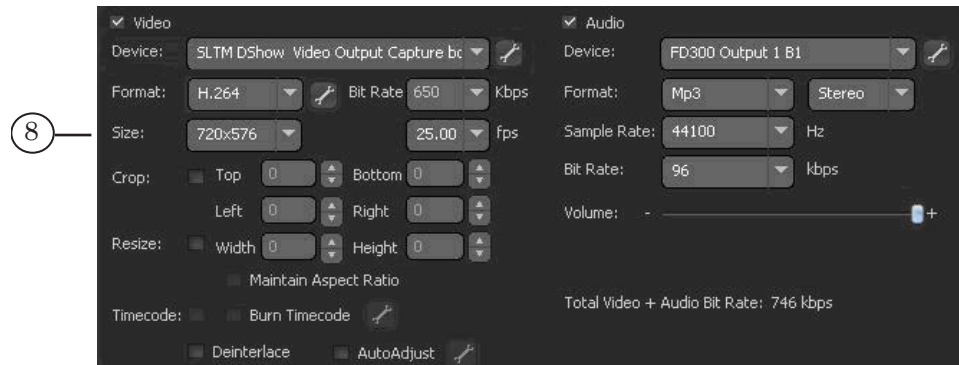 Video
Device: SLTM DShow Video Output Capture bo
Format: H.264 Bit Rate 650 Kbps
8
Size: 720x576 25.00 fps
Crop: Top 0 Bottom 0
Left 0 Right 0
Resize: Width 0 Height 0
Maintain Aspect Ratio
Timecode: Burn Timecode
Deinterlace AutoAdjust
Audio
Device: FD300 Output 1 B1
Format: Mp3 Stereo
Sample Rate: 44100 Hz
Bit Rate: 96 kbps
Volume: - +
Total Video + Audio Bit Rate: 746 kbps